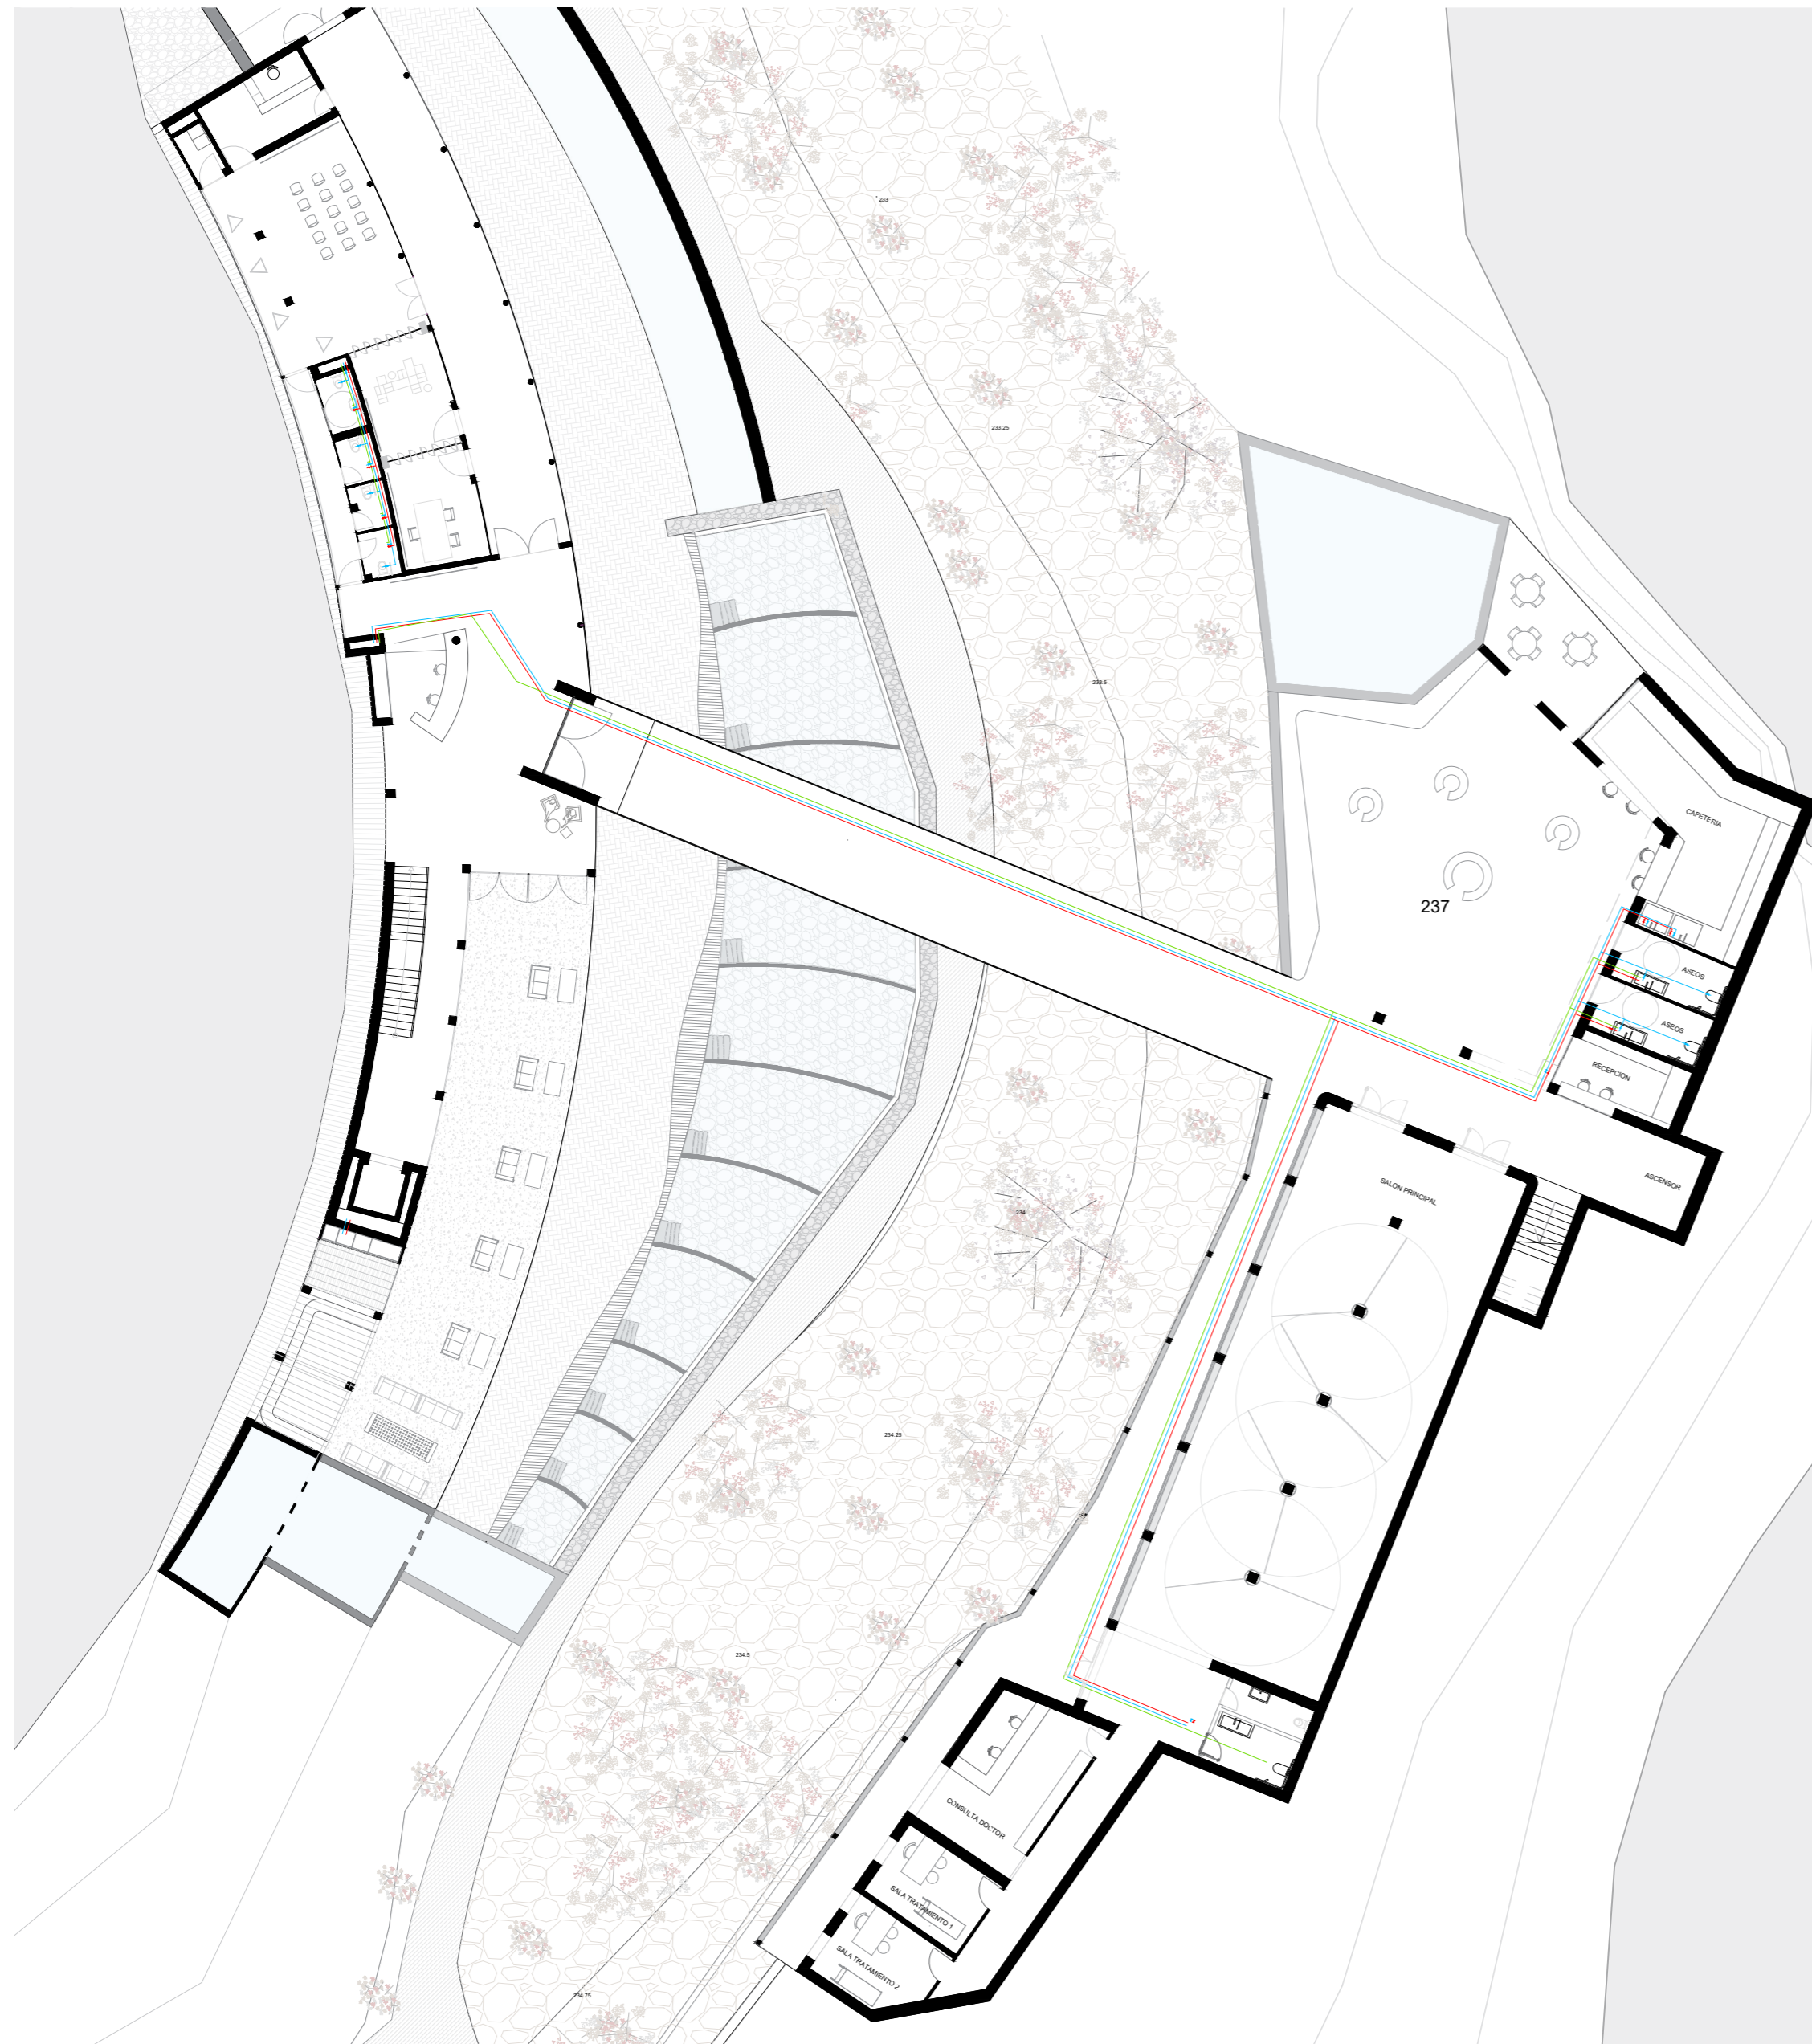 233
233.25
233.5
CAFETERIA
237
ASEOS
ASEOS
RECEPCION
ASCENSOR
SALON PRINCIPAL
234
234.25
234.5
CONSULTA DOCTOR
SALA TRATAMIENTO 1
SALA TRATAMIENTO 2
234.75